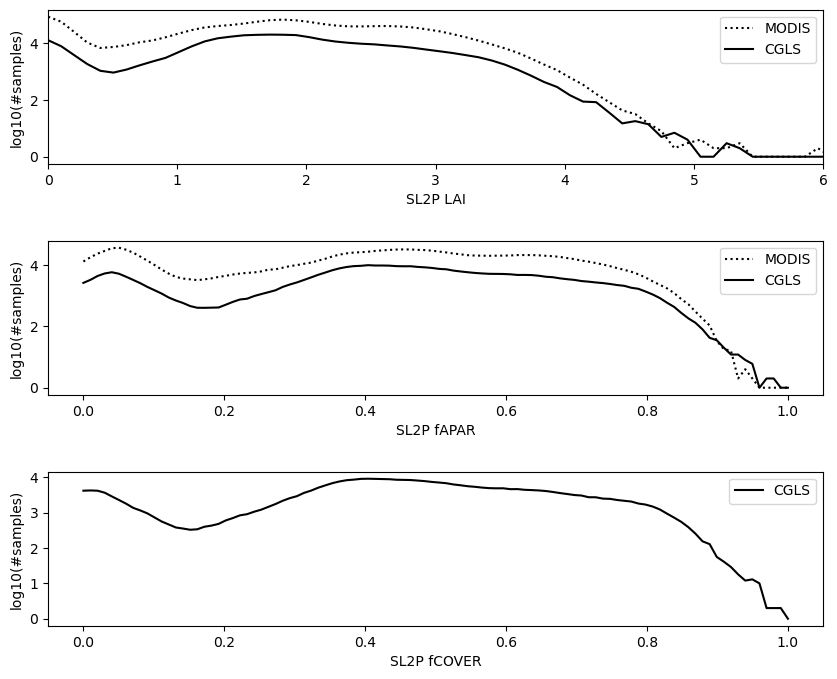 log10(#samples)
4
2
0
MODIS
CGLS
0 1 2 3 4 5 6
SL2P LAI
log10(#samples)
4
2
0
MODIS
CGLS
0.0 0.2 0.4 0.6 0.8 1.0
SL2P fAPAR
log10(#samples)
4
3
2
1
0
CGLS
0.0 0.2 0.4 0.6 0.8 1.0
SL2P fCOVER